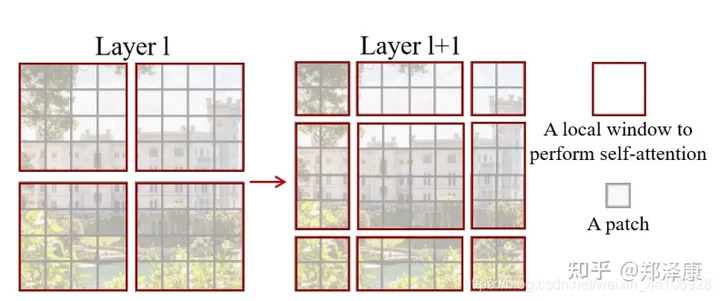 Layer l
Layer l+1
A local window to
perform self-attention
A patch
知乎 @郑泽康
https://blog.csdn.net/weixin_44106928